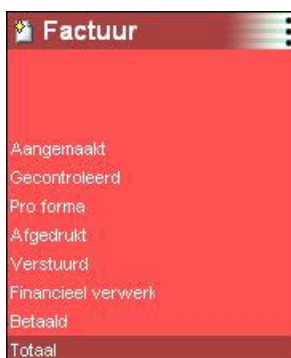 Factuur
Aangemaakt
Gecontroleerd
Pro forma
Afgedrukt
Verstuurd
Financieel verwerk
Betaald
Totaal